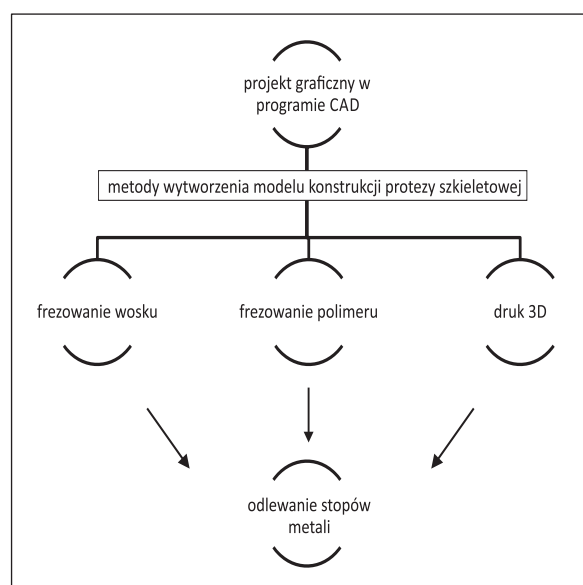 projekt graficzny w
programie CAD
metody wytworzenia modelu konstrukcji protezy szkieletowej
frezowanie wosku
frezowanie polimeru
druk 3D
odlewanie stopów
metali